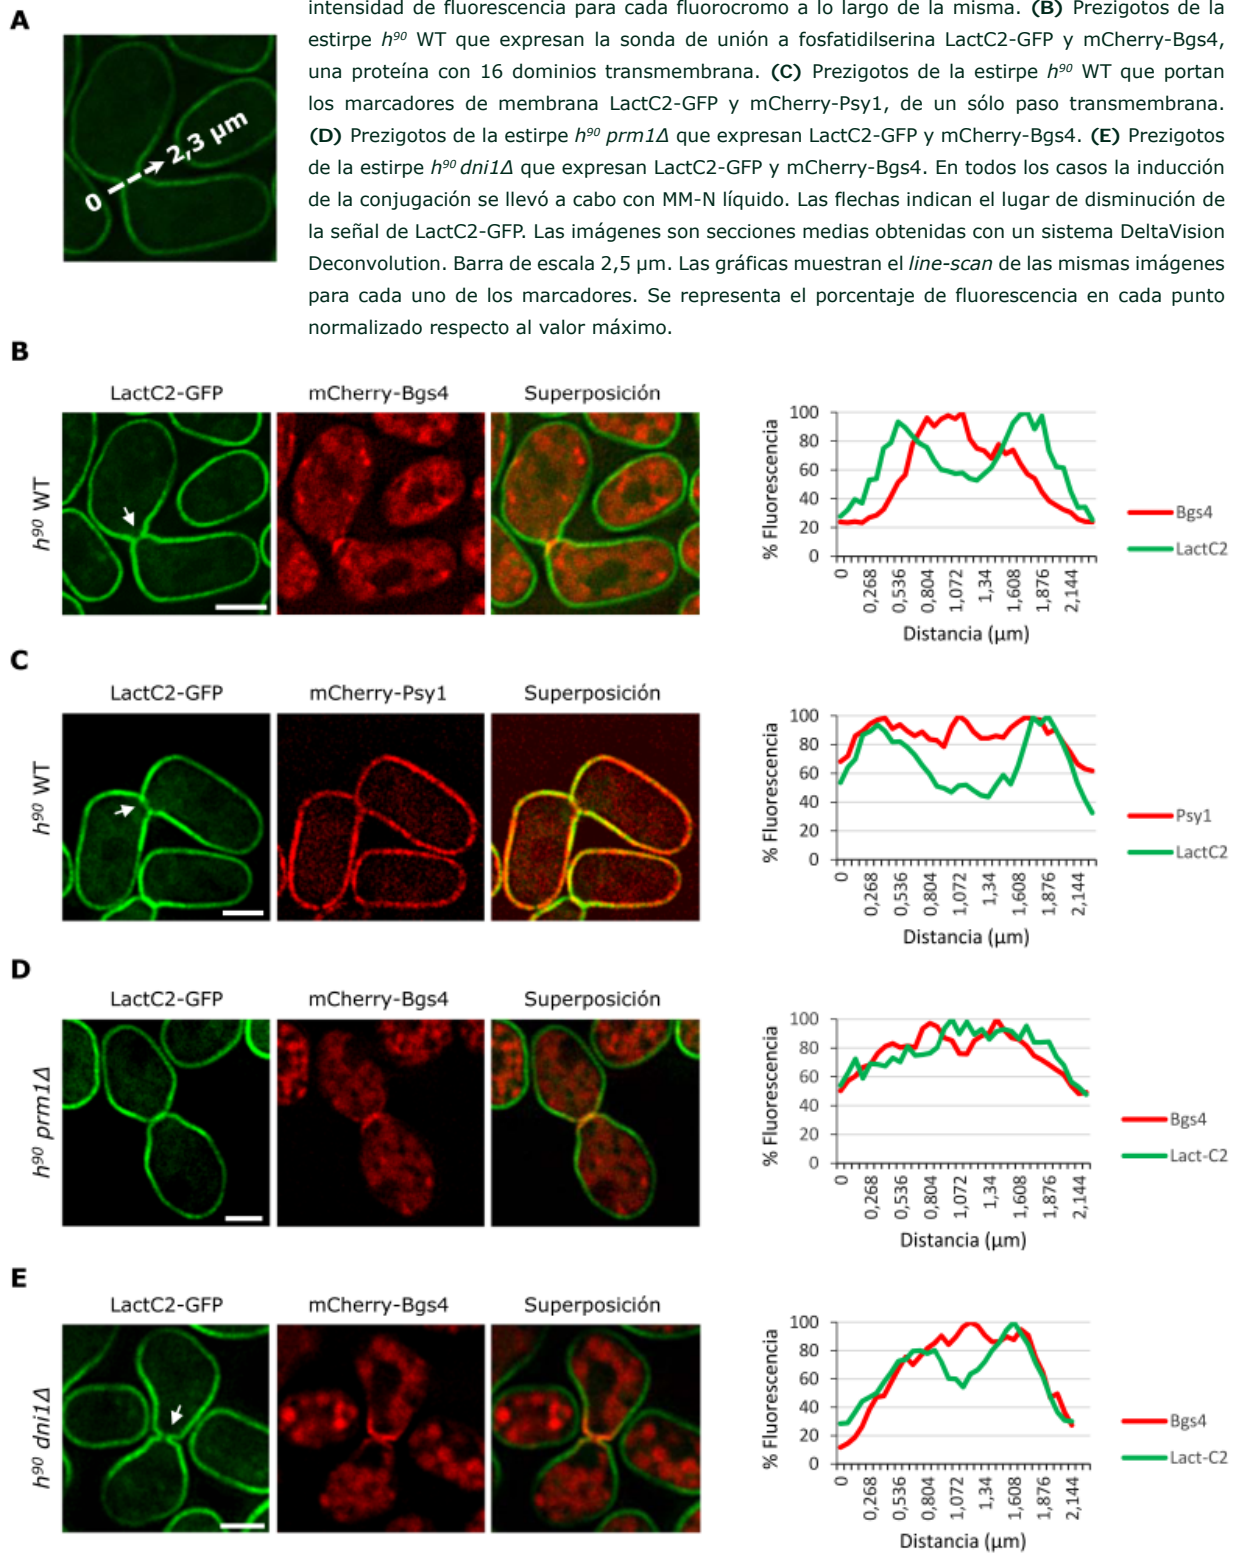 intensidad de fluorescencia para cada fluorocromo a lo largo de la misma. (B) Prezigotos de la
estirpe h90 WT que expresan la sonda de unión a fosfatidilserina LactC2-GFP y mCherry-Bgs4,
una proteína con 16 dominios transmembrana. (C) Prezigotos de la estirpe h90 WT que portan
los marcadores de membrana LactC2-GFP y mCherry-Psy1, de un sólo paso transmembrana.
(D) Prezigotos de la estirpe h90 prm1Δ que expresan LactC2-GFP y mCherry-Bgs4. (E) Prezigotos
de la estirpe h90 dni1Δ que expresan LactC2-GFP y mCherry-Bgs4. En todos los casos la inducción
de la conjugación se llevó a cabo con MM-N líquido. Las flechas indican el lugar de disminución de
la señal de LactC2-GFP. Las imágenes son secciones medias obtenidas con un sistema DeltaVision
Deconvolution. Barra de escala 2,5 µm. Las gráficas muestran el line-scan de las mismas imágenes
para cada uno de los marcadores. Se representa el porcentaje de fluorescencia en cada punto
normalizado respecto al valor máximo.
A
0 2,3 µm
B
LactC2-GFP mCherry-Bgs4 Superposición
h90 WT
% Fluorescencia
100
80
60
40
20
0
0 0,268 0,536 0,804 1,072 1,34 1,608 1,876 2,144
Distancia (µm)
Bgs4
LactC2
C
LactC2-GFP mCherry-Psy1 Superposición
h90 WT
% Fluorescencia
100
80
60
40
20
0
0 0,268 0,536 0,804 1,072 1,34 1,608 1,876 2,144
Distancia (µm)
Psy1
LactC2
D
LactC2-GFP mCherry-Bgs4 Superposición
h90 prm1Δ
% Fluorescencia
100
80
60
40
20
0
0 0,268 0,536 0,804 1,072 1,34 1,608 1,876 2,144
Distancia (µm)
Bgs4
Lact-C2
E
LactC2-GFP mCherry-Bgs4 Superposición
h90 dni1Δ
% Fluorescencia
100
80
60
40
20
0
0 0,268 0,536 0,804 1,072 1,34 1,608 1,876 2,144
Distancia (µm)
Bgs4
Lact-C2